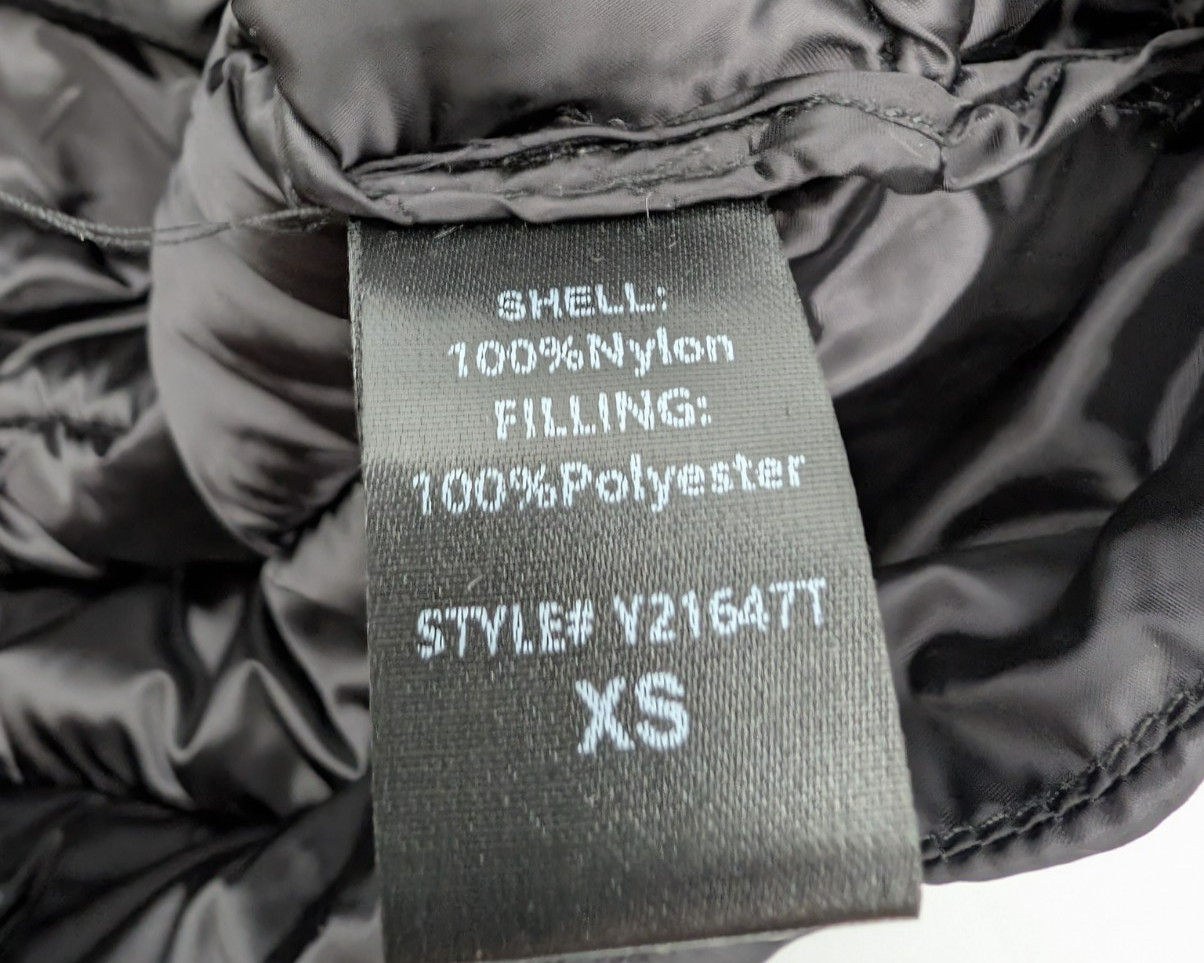 SHELL:
100%Nylon
FILLING:
100%Polyester
STYLE# Y21647T
XS